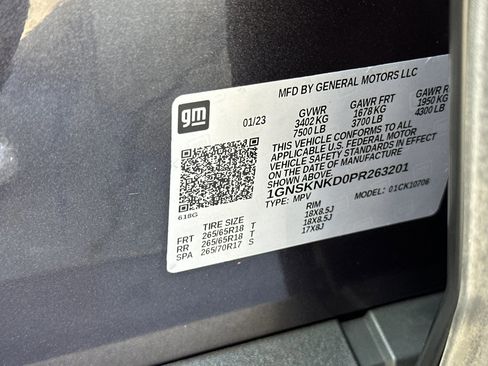 MFD BY GENERAL MOTORS LLC
gm
01/23
GVWR GAWR FRT GAWR R
3402 KG 1678 KG 1950 KG
7500 LB 3700 LB 4300 LB
THIS VEHICLE CONFORMS TO ALL
APPLICABLE U.S. FEDERAL MOTOR
VEHICLE SAFETY STANDARDS IN EFFECT
ON THE DATE OF MANUFACTURE
SHOWN ABOVE.
1GNSKNKD0PR263201
TYPE: MPV MODEL: 01CK10706
618G
TIRE SIZE RIM
FRT 265/65R18 T 18X8.5J
RR 265/65R18 T 18X8.5J
SPA 265/70R17 S 17X8J